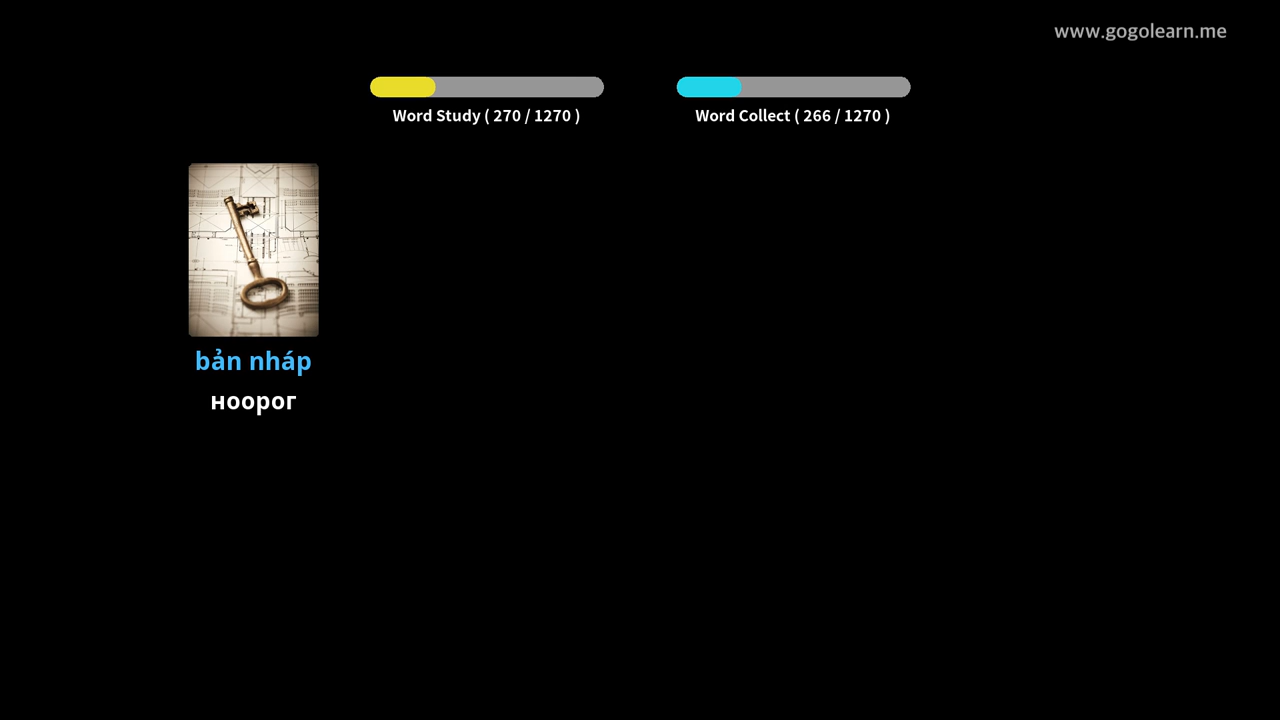 www.gogolearn.me
Word Study ( 270 / 1270 )
Word Collect ( 266 / 1270 )
bản nháp
ноорог